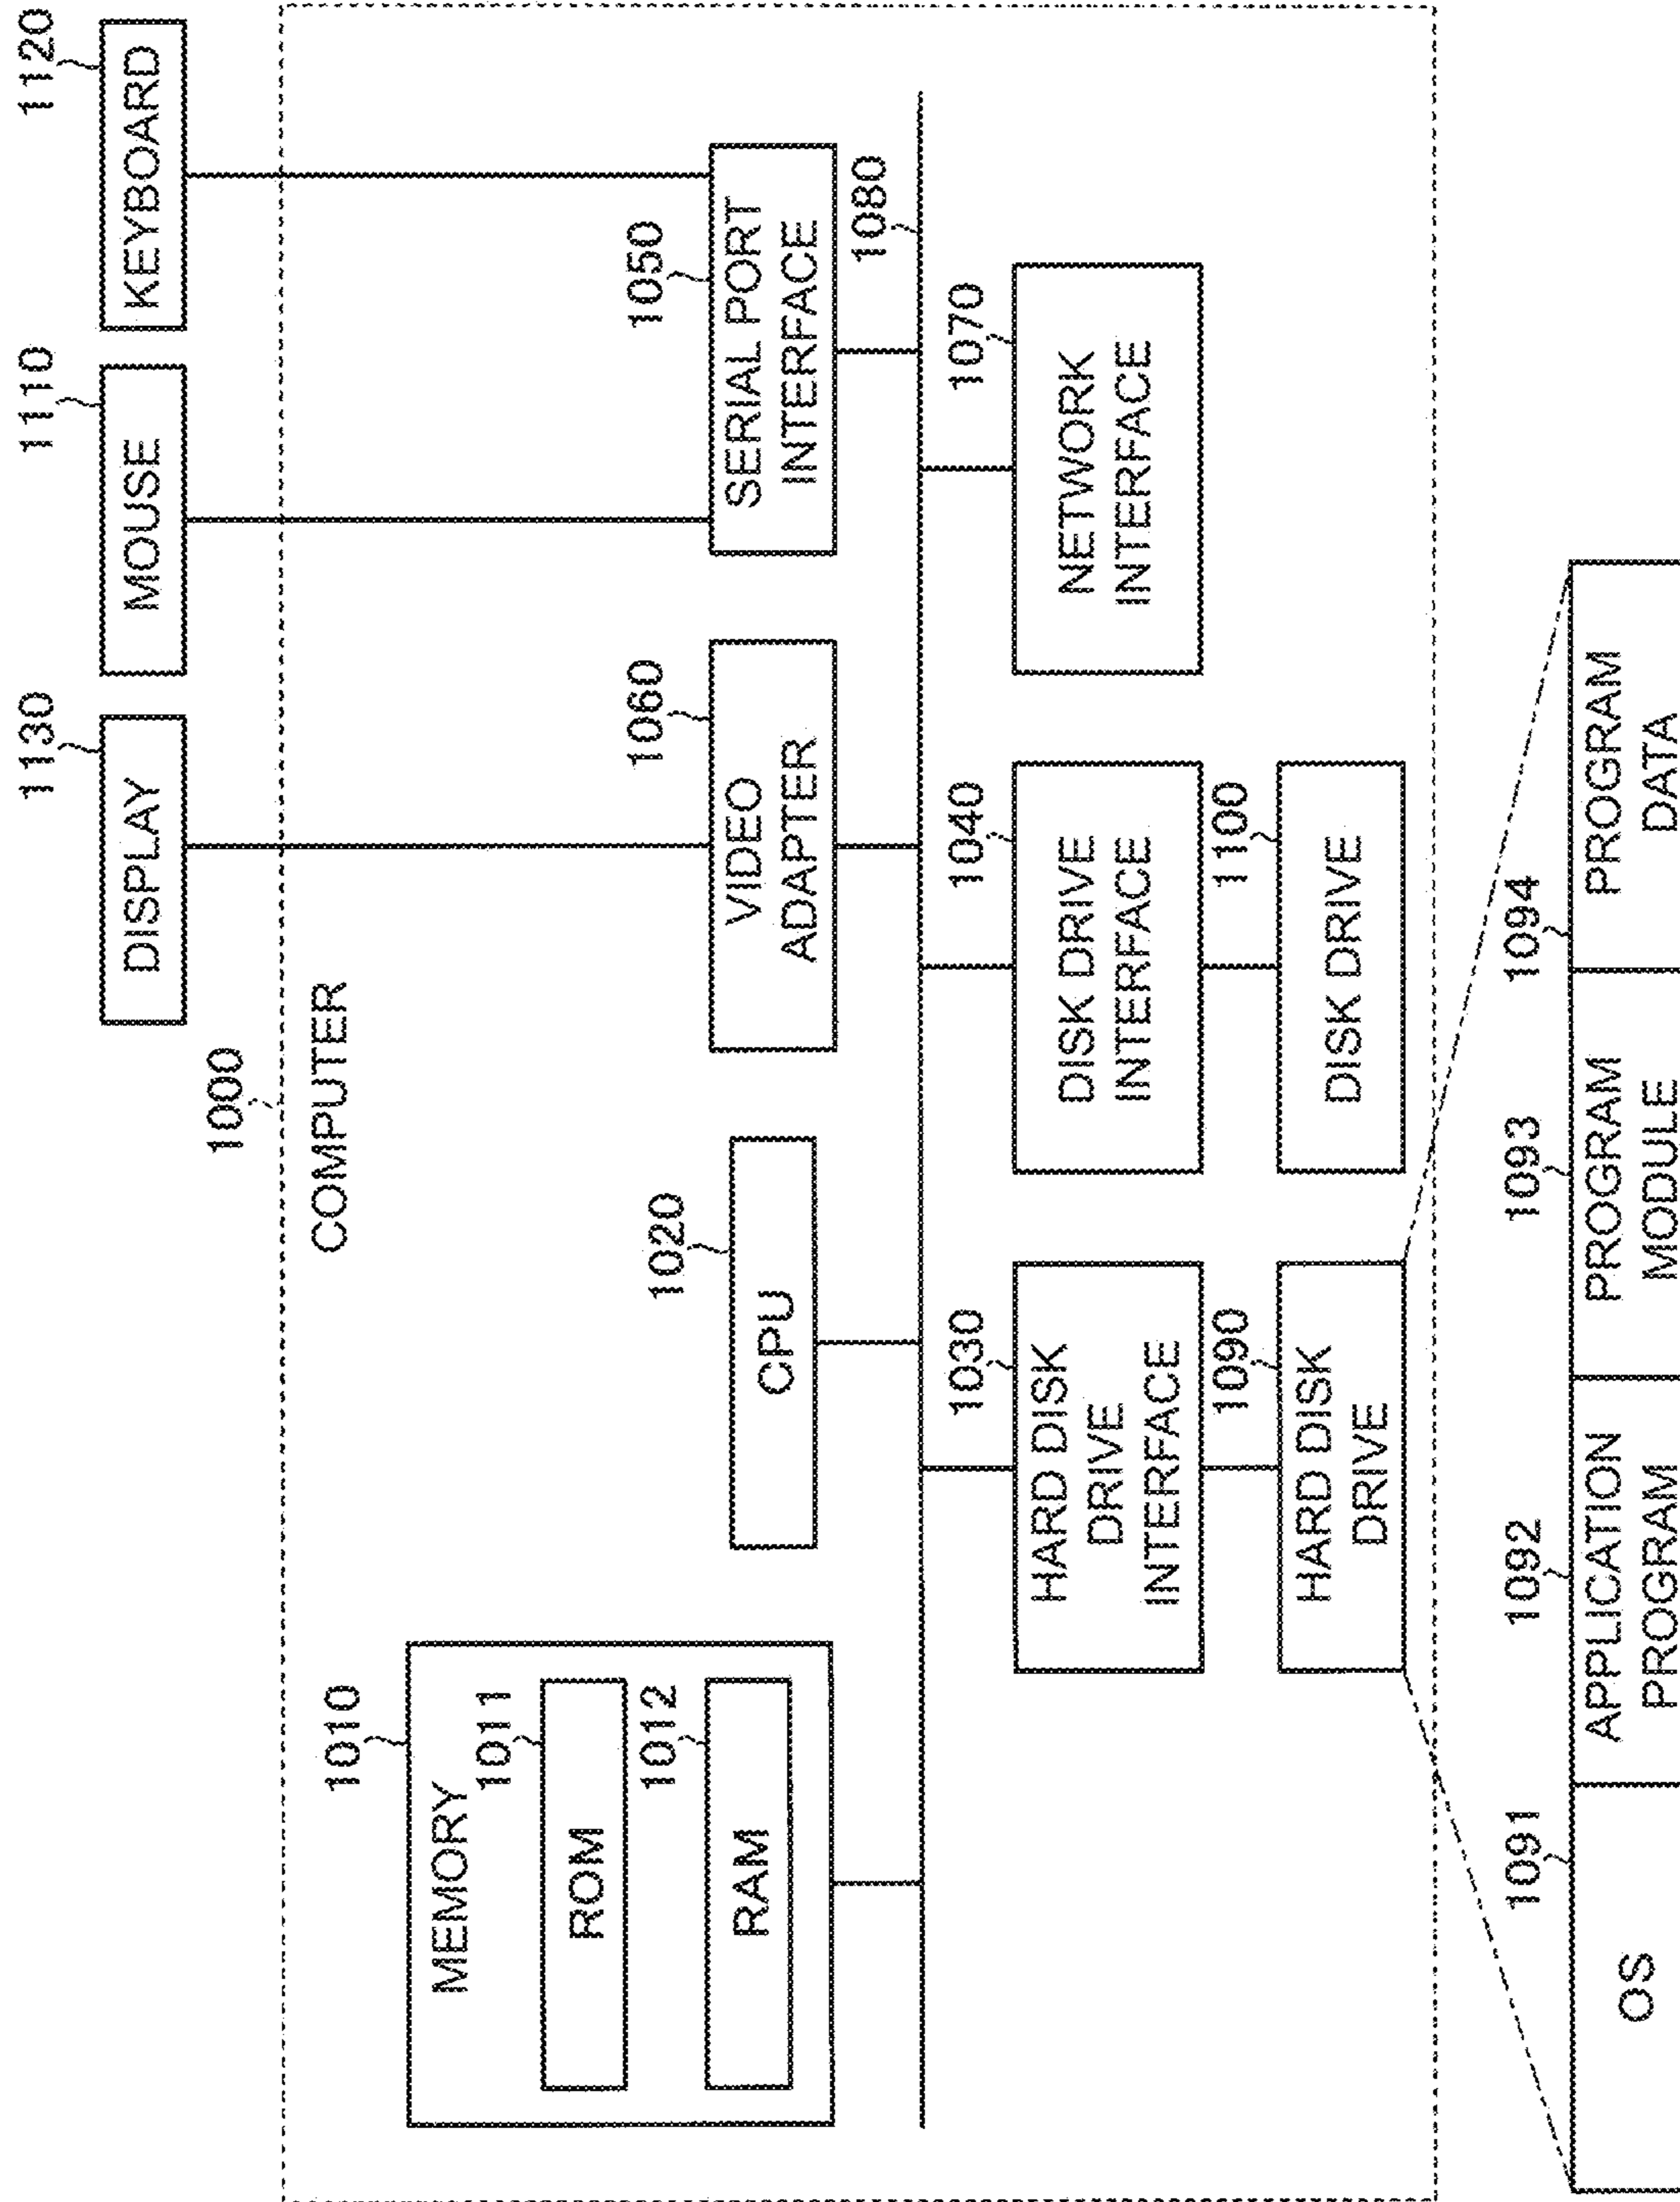 1000
COMPUTER
1010
MEMORY
1011
ROM
1012
RAM
1020
CPU
1130
DISPLAY
1110
MOUSE
1120
KEYBOARD
1060
VIDEO
ADAPTER
1050
SERIAL PORT
INTERFACE
1080
1030
HARD DISK
DRIVE
INTERFACE
1040
DISK DRIVE
INTERFACE
1070
NETWORK
INTERFACE
1090
HARD DISK
DRIVE
1100
DISK DRIVE
1091
OS
1092
APPLICATION
PROGRAM
1093
PROGRAM
MODULE
1094
PROGRAM
DATA